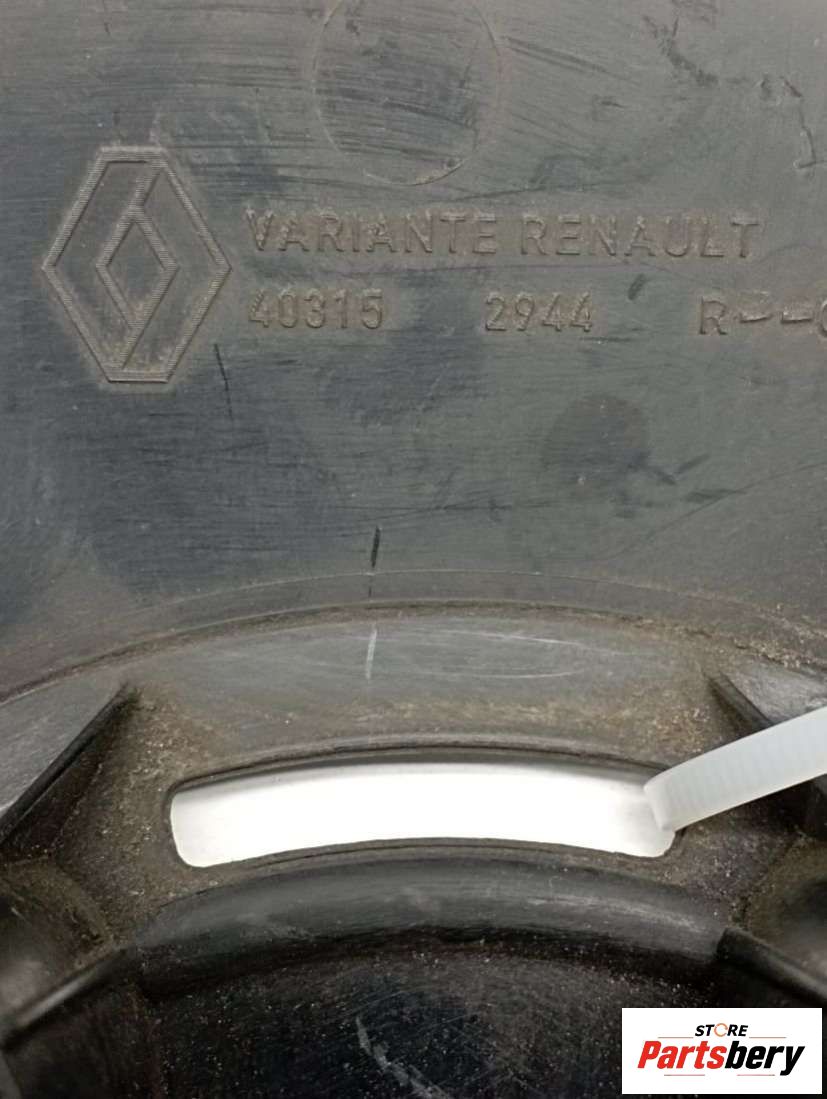 VARIANTE RENAULT
40315 2944 R--
STORE
Partsbery